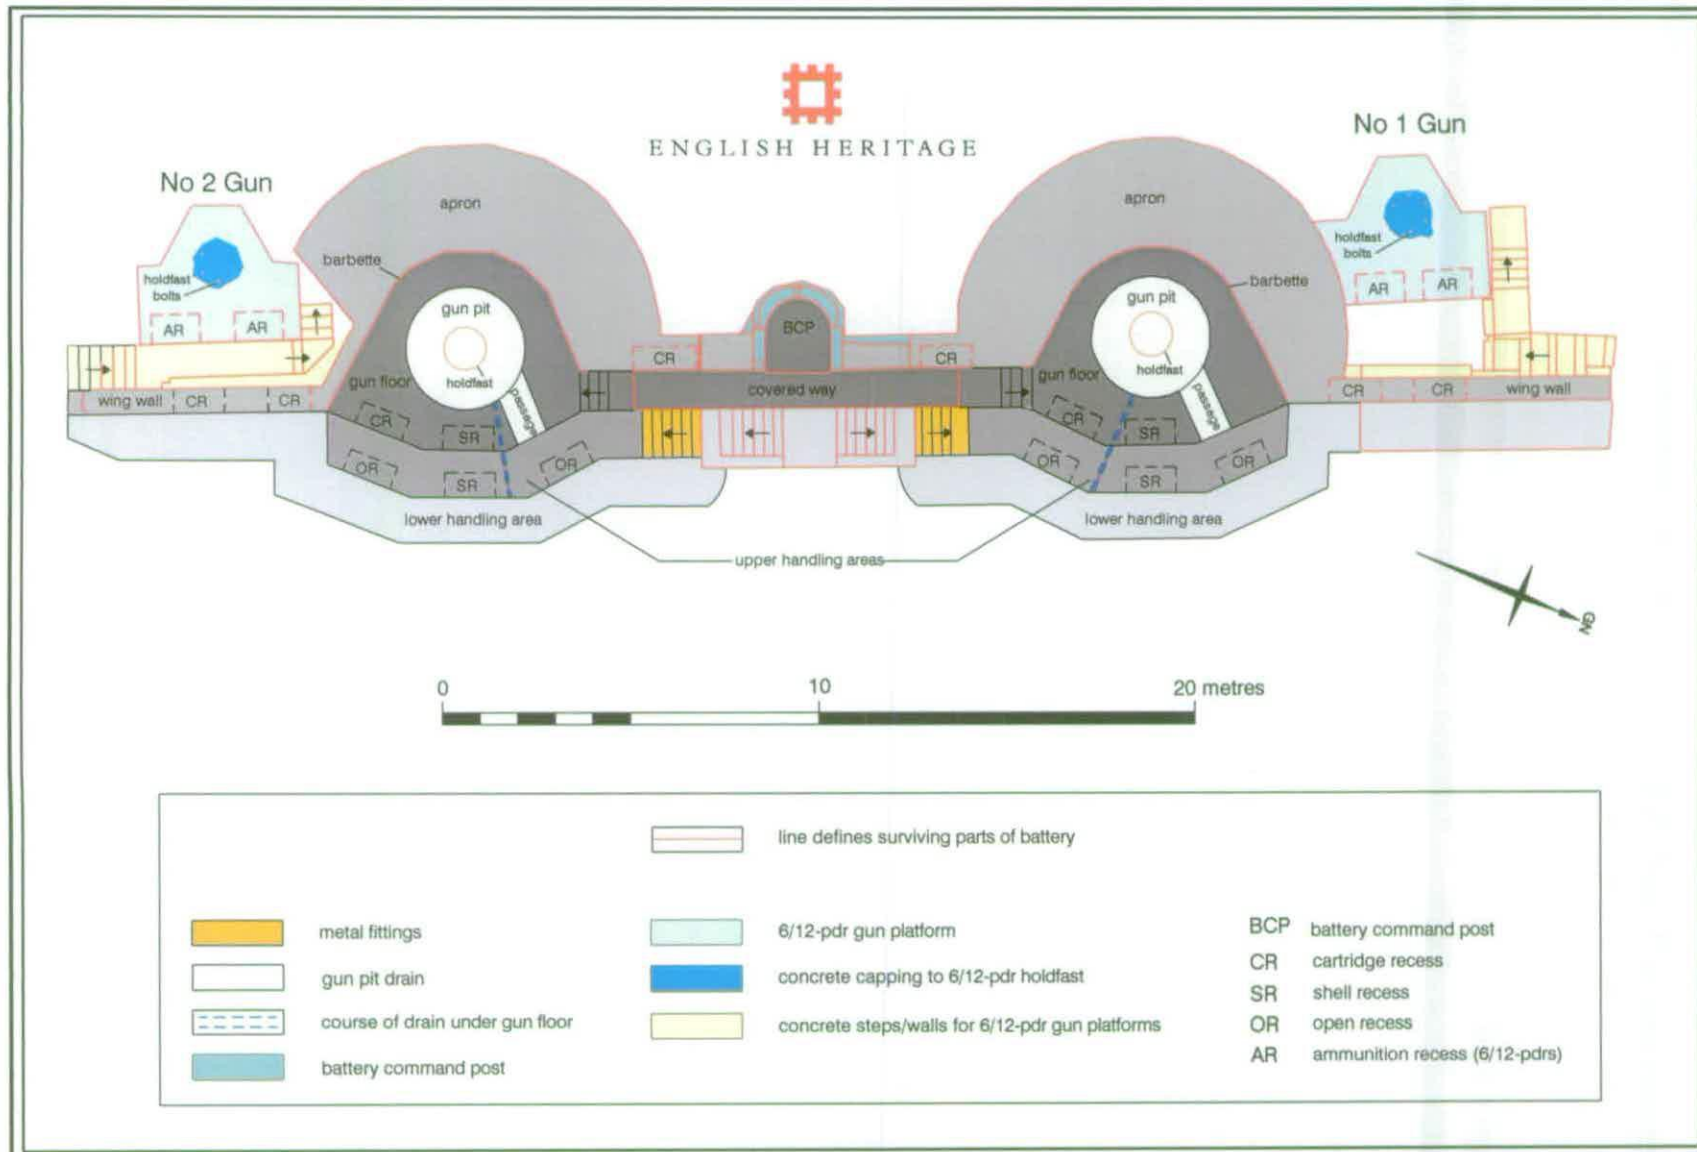 ENGLISH HERITAGE
No 1 Gun
No 2 Gun
apron
apron
holdfast
bolts
barbette
barbette
holdfast
bolts
AR
AR
gun pit
gun pit
AR
AR
BCP
CR
CR
holdfast
holdfast
gun floor
covered way
gun floor
passage
passage
wing wall
CR
CR
CR
CR
wing wall
CR
CR
SR
SR
OR
OR
OR
OR
SR
SR
lower handling area
lower handling area
upper handling areas
GN
0
10
20 metres
line defines surviving parts of battery
metal fittings
6/12-pdr gun platform
BCP battery command post
gun pit drain
concrete capping to 6/12-pdr holdfast
CR cartridge recess
SR shell recess
course of drain under gun floor
concrete steps/walls for 6/12-pdr gun platforms
OR open recess
battery command post
AR ammunition recess (6/12-pdrs)